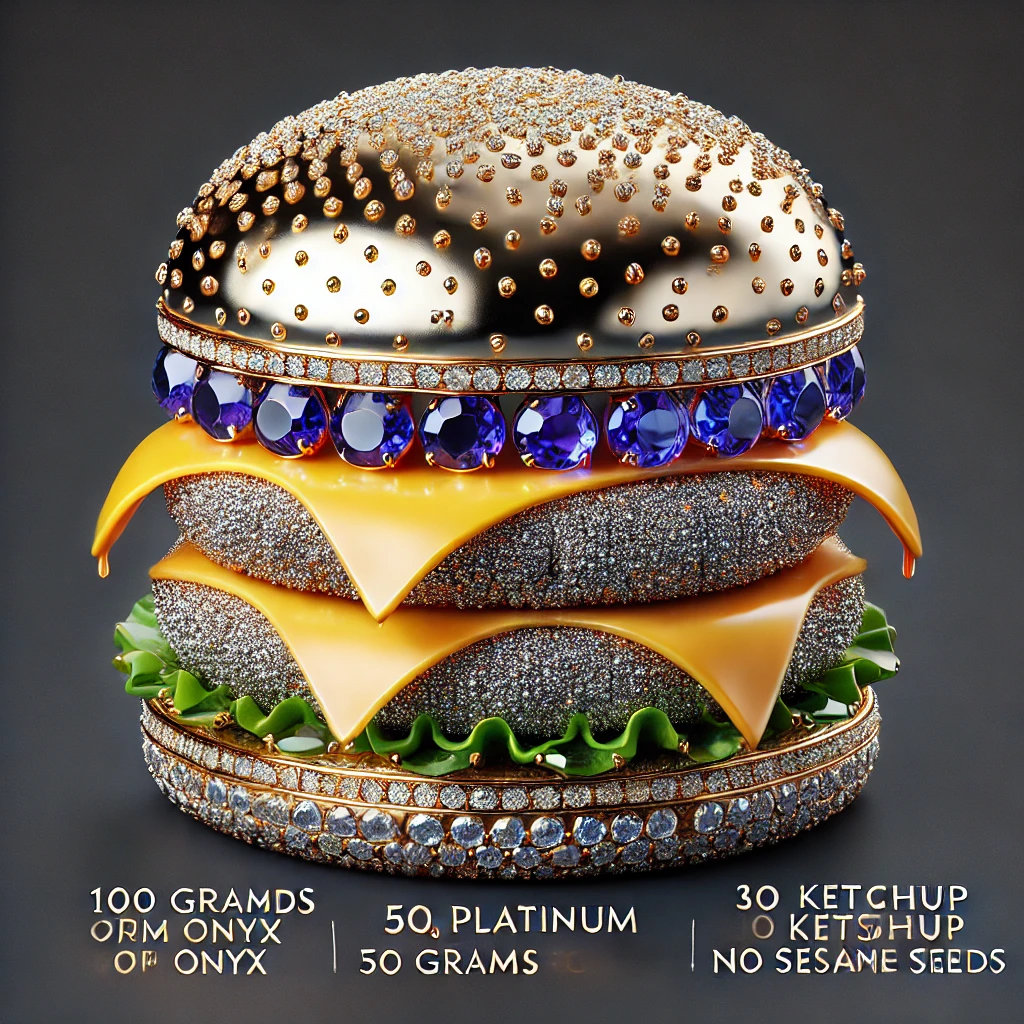 100 GRAMDS
ORM ONYX
OF ONYX
50, PLATINUM
50 GRAMS
30 KETCHUP
O KETSHUP
NO SESAME SEEDS